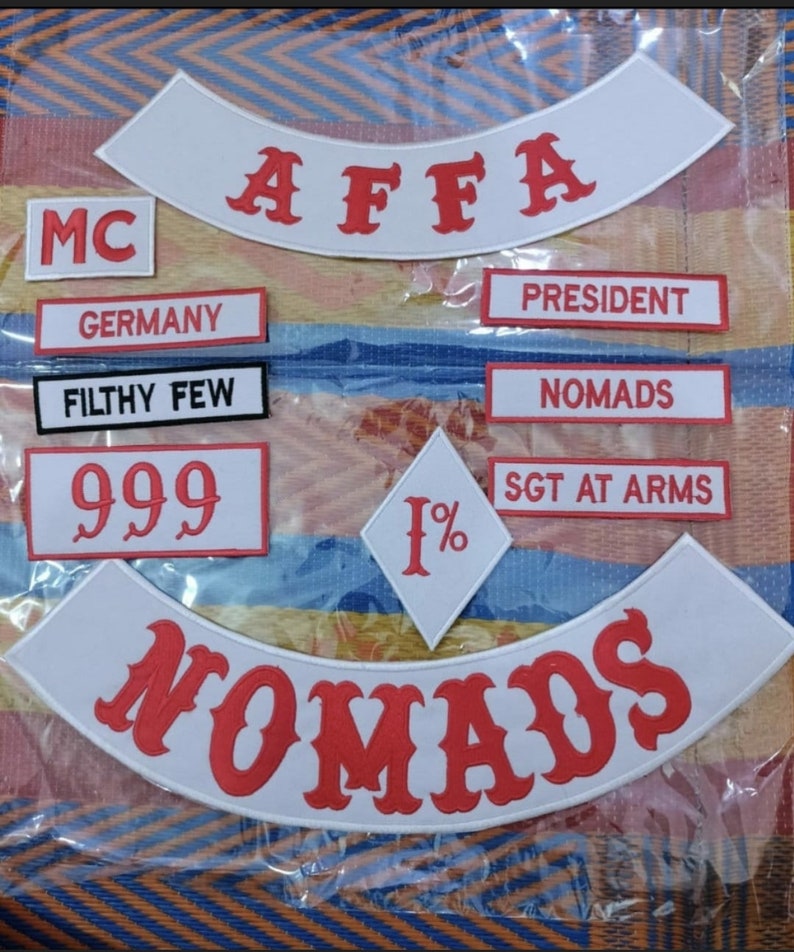 AFFA
MC
GERMANY
FILTHY FEW
999
PRESIDENT
NOMADS
SGT AT ARMS
1%
NOMADS